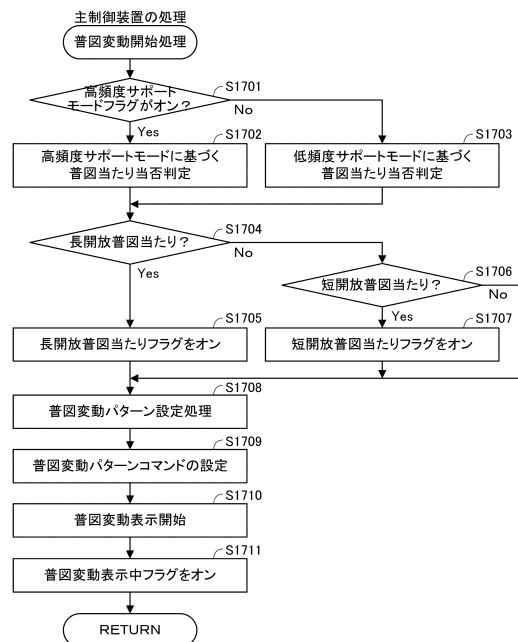 主制御装置の処理
普図変動開始処理
S1701
高頻度サポート
モードフラグがオン？
No
Yes
S1702
S1703
高頻度サポートモードに基づく
普図当たり当否判定
低頻度サポートモードに基づく
普図当たり当否判定
S1704
長開放普図当たり？
No
Yes
S1706
短開放普図当たり？
No
Yes
S1705
S1707
長開放普図当たりフラグをオン
短開放普図当たりフラグをオン
S1708
普図変動パターン設定処理
S1709
普図変動パターンコマンドの設定
S1710
普図変動表示開始
S1711
普図変動表示中フラグをオン
RETURN